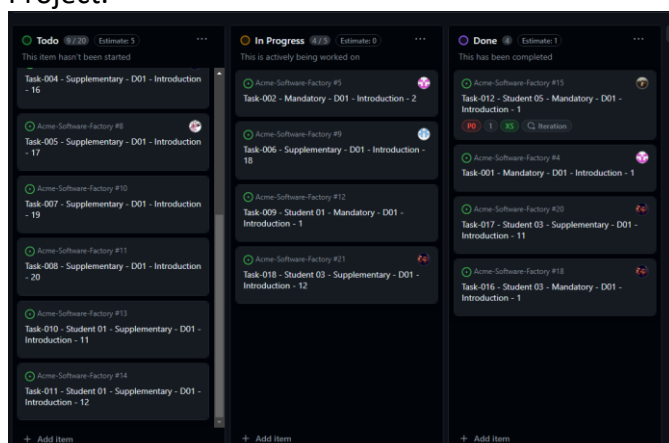 Project.
Todo 9 / 20 Estimate: 5
This item hasn't been started
Task-004 - Supplementary - D01 - Introduction
- 16
Acme-Software-Factory #8
Task-005 - Supplementary - D01 - Introduction
- 17
Acme-Software-Factory #10
Task-007 - Supplementary - D01 - Introduction
- 19
Acme-Software-Factory #11
Task-008 - Supplementary - D01 - Introduction
- 20
Acme-Software-Factory #13
Task-010 - Student 01 - Supplementary - D01 -
Introduction - 11
Acme-Software-Factory #14
Task-011 - Student 01 - Supplementary - D01 -
Introduction - 12
+ Add item
In Progress 4 / 5 Estimate: 0
This is actively being worked on
Acme-Software-Factory #5
Task-002 - Mandatory - D01 - Introduction - 2
Acme-Software-Factory #9
Task-006 - Supplementary - D01 - Introduction -
18
Acme-Software-Factory #12
Task-009 - Student 01 - Mandatory - D01 -
Introduction - 1
Acme-Software-Factory #21
Task-018 - Student 03 - Supplementary - D01 -
Introduction - 12
+ Add item
Done 4 Estimate: 1
This has been completed
Acme-Software-Factory #15
Task-012 - Student 05 - Mandatory - D01 -
Introduction - 1
P0 1 XS Iteration
Acme-Software-Factory #4
Task-001 - Mandatory - D01 - Introduction - 1
Acme-Software-Factory #20
Task-017 - Student 03 - Supplementary - D01 -
Introduction - 11
Acme-Software-Factory #18
Task-016 - Student 03 - Mandatory - D01 -
Introduction - 1
+ Add item